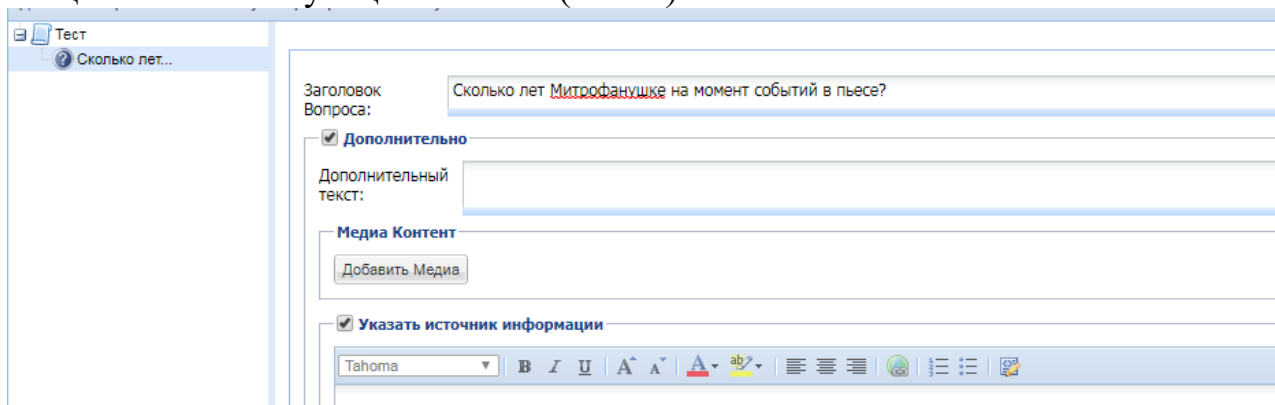 Тест
Сколько лет...
Заголовок Вопроса:
Сколько лет Митрофанушке на момент событий в пьесе?
Дополнительно
Дополнительный текст:
Медиа Контент
Добавить Медиа
Указать источник информации
Tahoma
B I U A A A ab